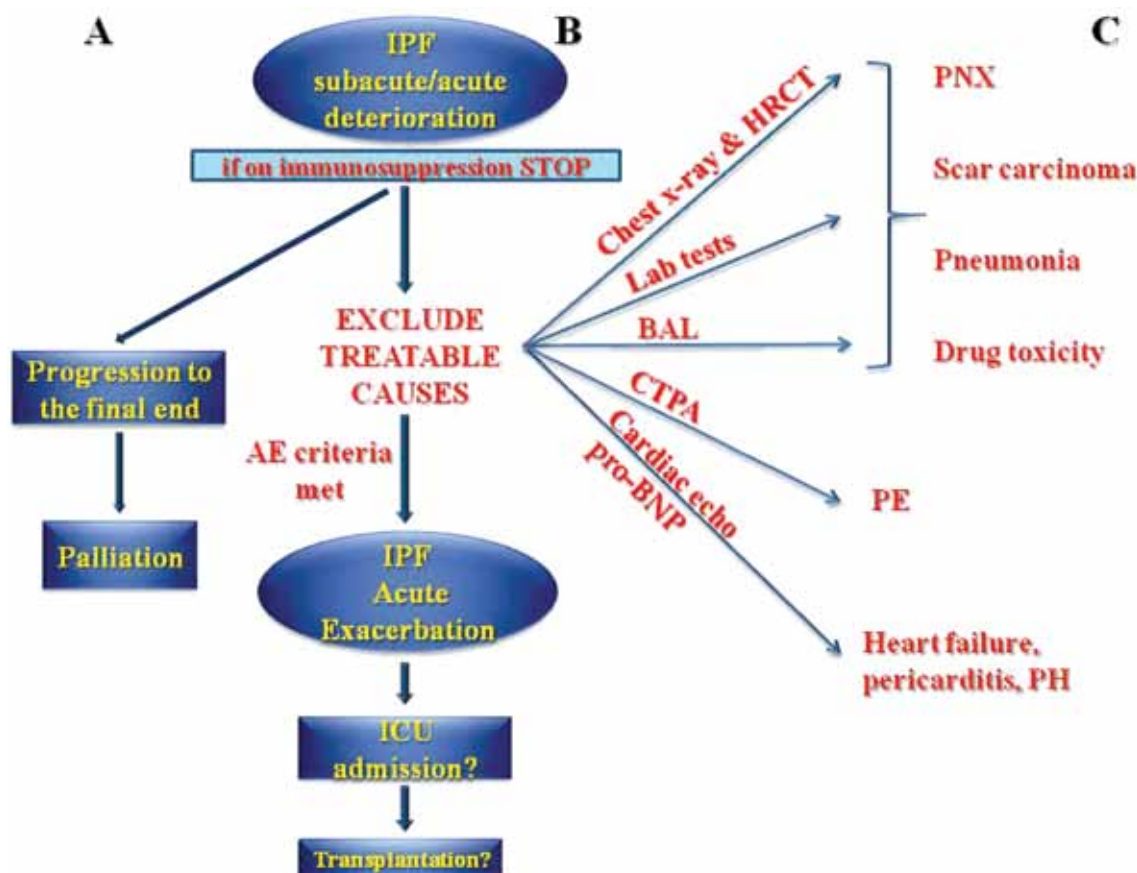 A
B
C
IPF
subacute/acute
deterioration
if on immunosuppression STOP
Progression to
the final end
Palliation
EXCLUDE
TREATABLE
CAUSES
AE criteria
met
IPF
Acute
Exacerbation
ICU
admission?
Transplantation?
Chest x-ray & HRCT
Lab tests
BAL
CTPA
Cardiac echo
pro-BNP
PNX
Scar carcinoma
Pneumonia
Drug toxicity
PE
Heart failure,
pericarditis, PH